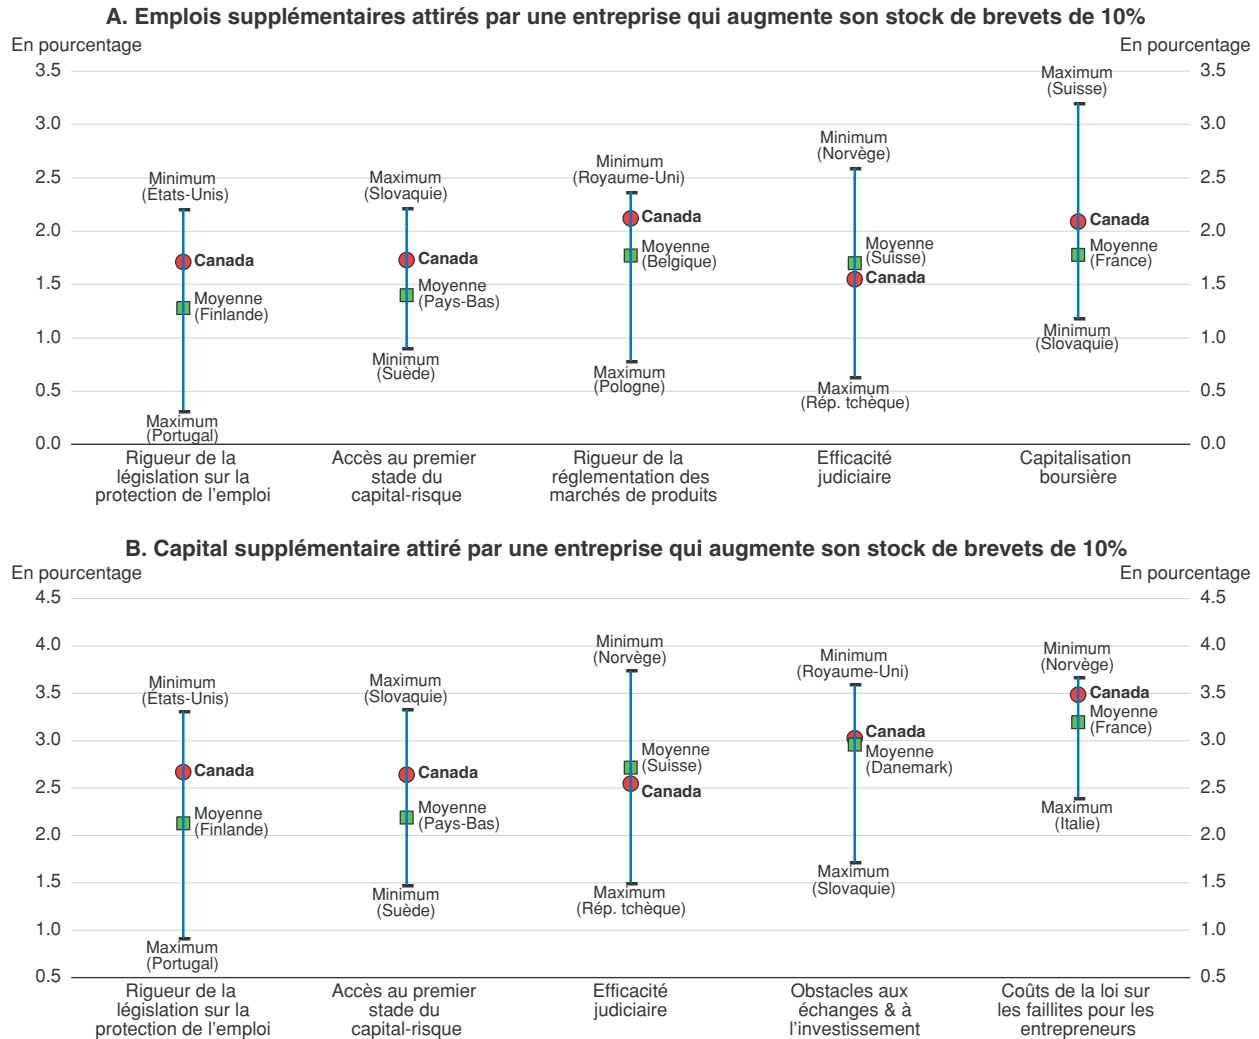 A. Emplois supplémentaires attirés par une entreprise qui augmente son stock de brevets de 10%
En pourcentage
En pourcentage
3.5
3.0
2.5
2.0
1.5
1.0
0.5
0.0
3.5
3.0
2.5
2.0
1.5
1.0
0.5
0.0
Minimum
(États-Unis)
Canada
Moyenne
(Finlande)
Maximum
(Portugal)
Maximum
(Slovaquie)
Canada
Moyenne
(Pays-Bas)
Minimum
(Suède)
Minimum
(Royaume-Uni)
Canada
Moyenne
(Belgique)
Maximum
(Pologne)
Minimum
(Norvège)
Moyenne
(Suisse)
Canada
Maximum
(Rép. tchèque)
Maximum
(Suisse)
Canada
Moyenne
(France)
Minimum
(Slovaquie)
Rigueur de la
législation sur la
protection de l'emploi
Accès au premier
stade du
capital-risque
Rigueur de la
réglementation des
marchés de produits
Efficacité
judiciaire
Capitalisation
boursière
B. Capital supplémentaire attiré par une entreprise qui augmente son stock de brevets de 10%
En pourcentage
En pourcentage
4.5
4.0
3.5
3.0
2.5
2.0
1.5
1.0
0.5
4.5
4.0
3.5
3.0
2.5
2.0
1.5
1.0
0.5
Minimum
(États-Unis)
Canada
Moyenne
(Finlande)
Maximum
(Portugal)
Maximum
(Slovaquie)
Canada
Moyenne
(Pays-Bas)
Minimum
(Suède)
Minimum
(Norvège)
Moyenne
(Suisse)
Canada
Maximum
(Rép. tchèque)
Minimum
(Royaume-Uni)
Canada
Moyenne
(Danemark)
Maximum
(Slovaquie)
Minimum
(Norvège)
Canada
Moyenne
(France)
Maximum
(Italie)
Rigueur de la
législation sur la
protection de l'emploi
Accès au premier
stade du
capital-risque
Efficacité
judiciaire
Obstacles aux
échanges & à
l'investissement
Coûts de la loi sur
les faillites pour les
entrepreneurs